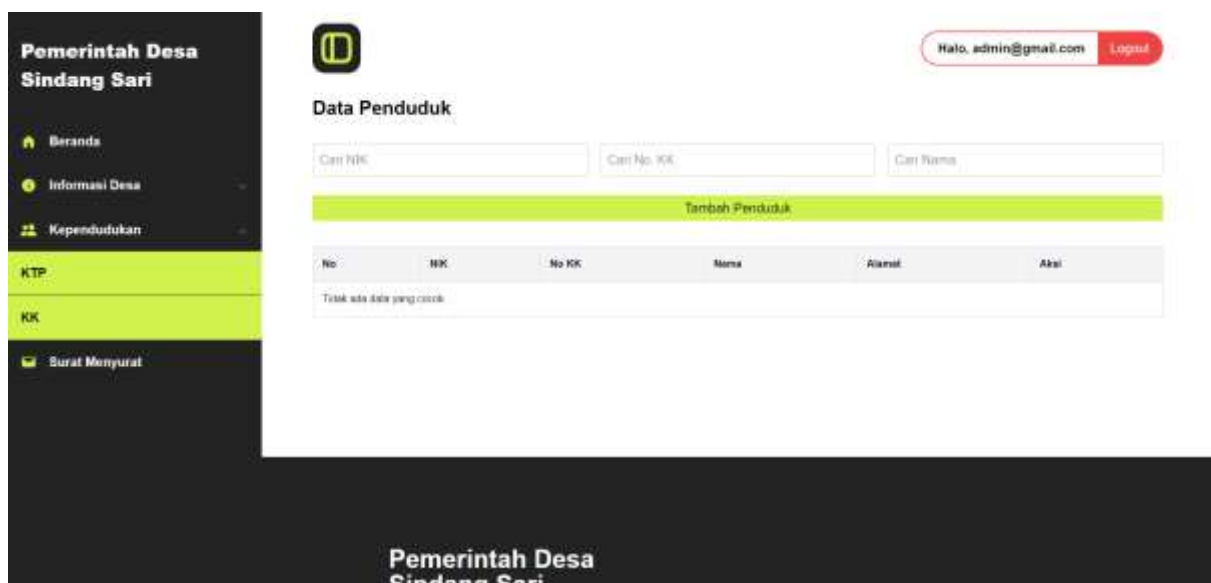 Pemerintah Desa
Sindang Sari
Beranda
Informasi Desa
Kependudukan
KTP
KK
Surat Menyurat
Halo, admin@gmail.com Logout
Data Penduduk
Cari NIK Cari No. KK Cari Nama
Tambah Penduduk
No NIK No KK Nama Alamat Aksi
Tidak ada data yang cocok
Pemerintah Desa
Sindang Sari